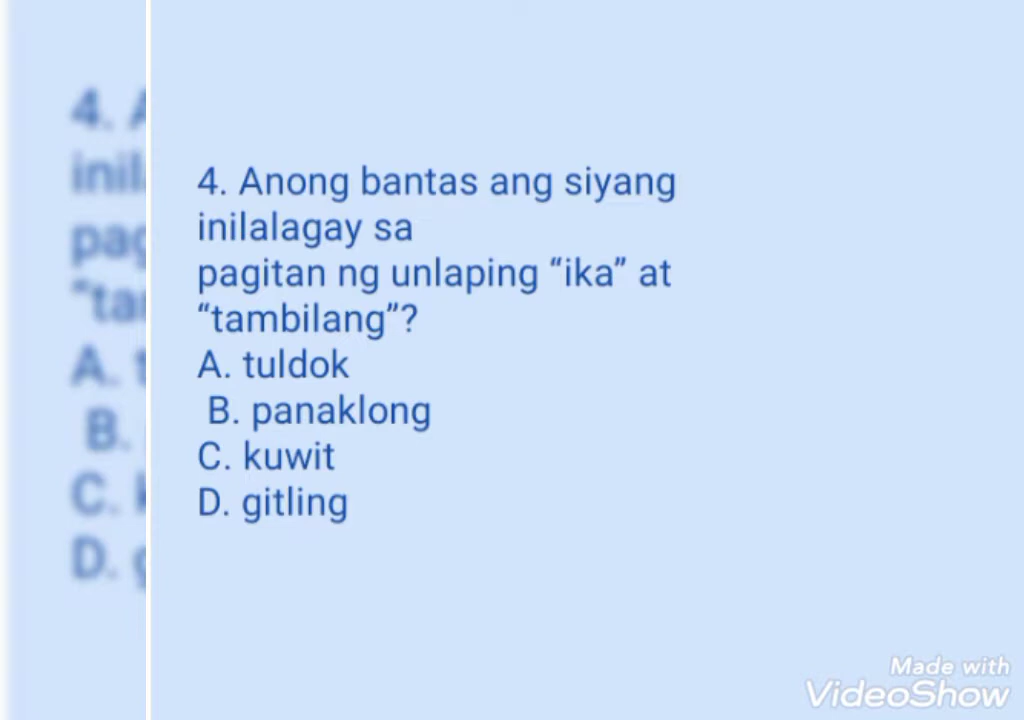 4. Anong bantas ang siyang
inilalagay sa
pagitan ng unlaping “ika” at
“tambilang”?
A. tuldok
B. panaklong
C. kuwit
D. gitling
Made with
VideoShow